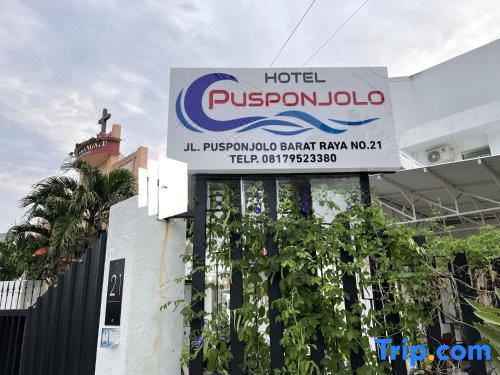 HOTEL
PUSPONJOLO
JL. PUSPONJOLO BARAT RAYA NO.21
TELP. 08179523380
21
Trip.com